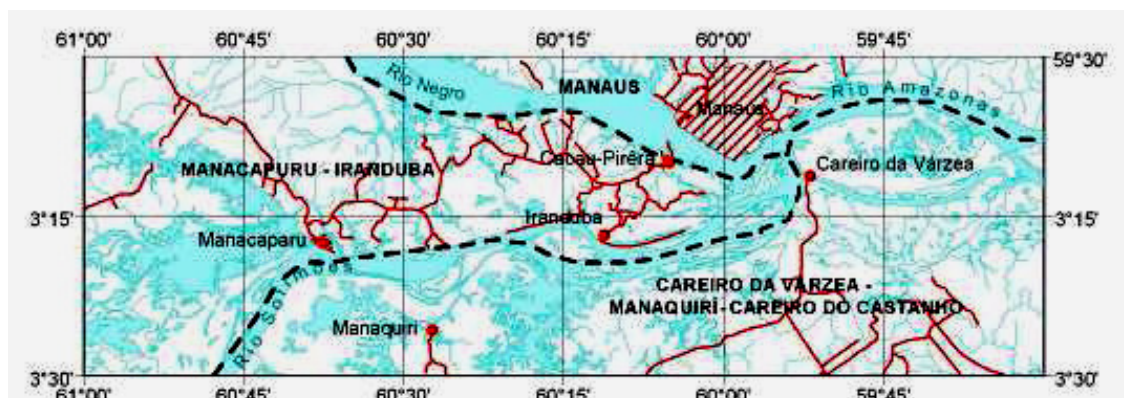 61°00' 60°45' 60°30' 60°15' 60°00' 59°45'
59°30'
Rio Negro
MANAUS
Manaus
Rio Amazonas
Cacau-Pirêra
Careiro da Várzea
MANACAPURU - IRANDUBA
3°15' 3°15'
Iranduba
Manacaparu
Rio Solimões
CAREIRO DA VÁRZEA -
MANAQUIRI-CAREIRO DO CASTANHO
Manaquiri
3°30' 3°30'
61°00' 60°45' 60°30' 60°15' 60°00' 59°45'